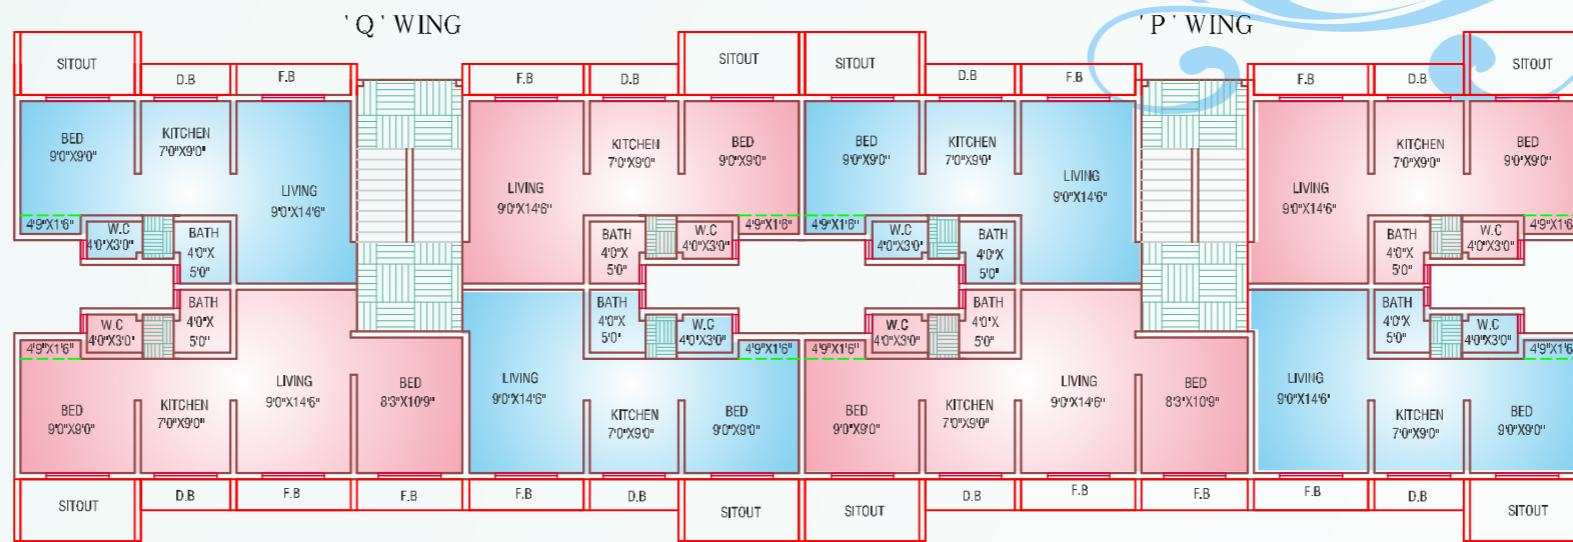 'Q' WING
'P' WING
SITOUT
D.B
F.B
F.B
D.B
SITOUT
SITOUT
D.B
F.B
F.B
D.B
SITOUT
BED
9'0"X9'0"
KITCHEN
7'0"X9'0"
LIVING
9'0"X14'6"
LIVING
9'0"X14'6"
KITCHEN
7'0"X9'0"
BED
9'0"X9'0"
BED
9'0"X9'0"
KITCHEN
7'0"X9'0"
LIVING
9'0"X14'6"
LIVING
9'0"X14'6"
KITCHEN
7'0"X9'0"
BED
9'0"X9'0"
4'9"X1'6"
W.C
4'0"X3'0"
BATH
4'0"X
5'0"
BATH
4'0"X
5'0"
W.C
4'0"X3'0"
4'9"X1'6"
4'9"X1'6"
W.C
4'0"X3'0"
BATH
4'0"X
5'0"
BATH
4'0"X
5'0"
W.C
4'0"X3'0"
4'9"X1'6"
4'9"X1'6"
W.C
4'0"X3'0"
BATH
4'0"X
5'0"
BATH
4'0"X
5'0"
W.C
4'0"X3'0"
4'9"X1'6"
4'9"X1'6"
W.C
4'0"X3'0"
BATH
4'0"X
5'0"
BATH
4'0"X
5'0"
W.C
4'0"X3'0"
4'9"X1'6"
BED
9'0"X9'0"
KITCHEN
7'0"X9'0"
LIVING
9'0"X14'6"
BED
8'3"X10'9"
LIVING
9'0"X14'6"
KITCHEN
7'0"X9'0"
BED
9'0"X9'0"
BED
9'0"X9'0"
KITCHEN
7'0"X9'0"
LIVING
9'0"X14'6"
BED
8'3"X10'9"
LIVING
9'0"X14'6"
KITCHEN
7'0"X9'0"
BED
9'0"X9'0"
SITOUT
D.B
F.B
F.B
F.B
D.B
SITOUT
SITOUT
D.B
F.B
F.B
F.B
D.B
SITOUT